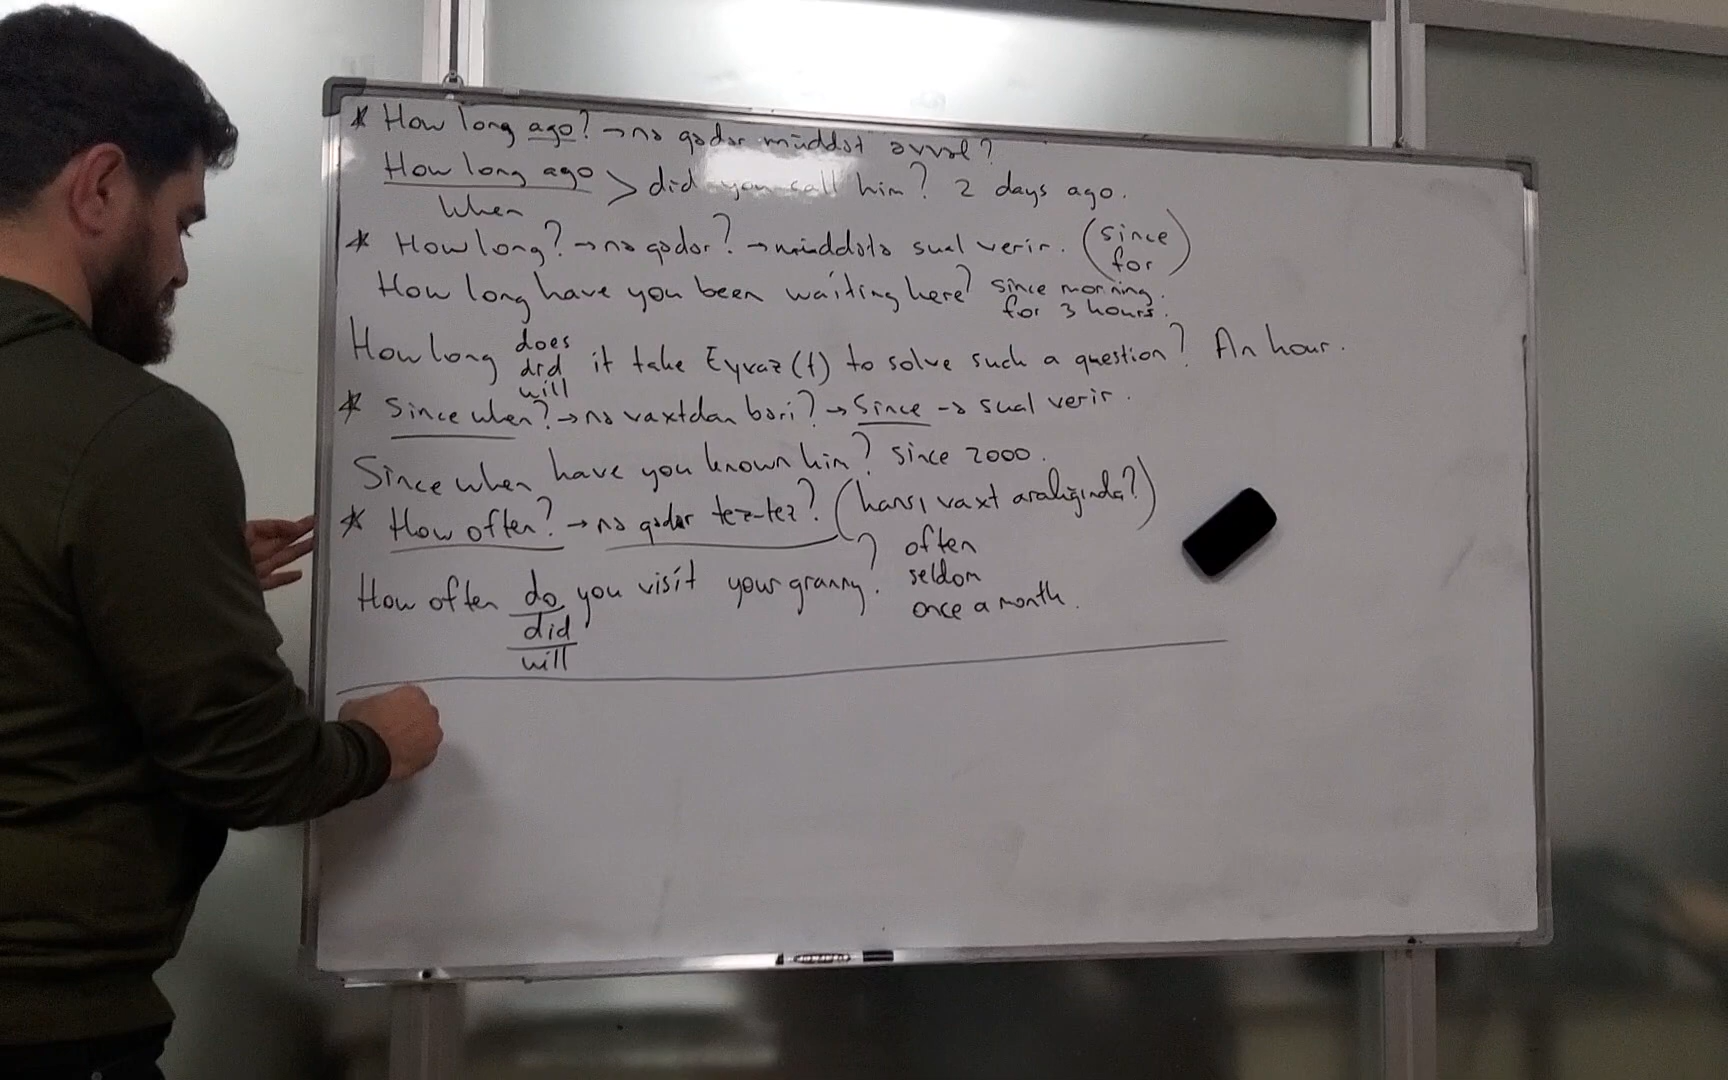 * How long ago? → nə qədər müddət əvvəl?
How long ago
When > did you call him? 2 days ago.
* How long? → nə qədər? → müddətə sual verir. (since
for)
How long have you been waiting here? since morning.
for 3 hours.
How long does
did it take Eyvaz (f) to solve such a question? An hour.
will
* Since when? → nə vaxtdan bəri? → Since → sual verir.
Since when have you known him? since 2000.
* How often? → nə qədər tez-tez? (hansı vaxt aralığında?)
How often do you visit your granny? often
seldom
once a month.
did
will